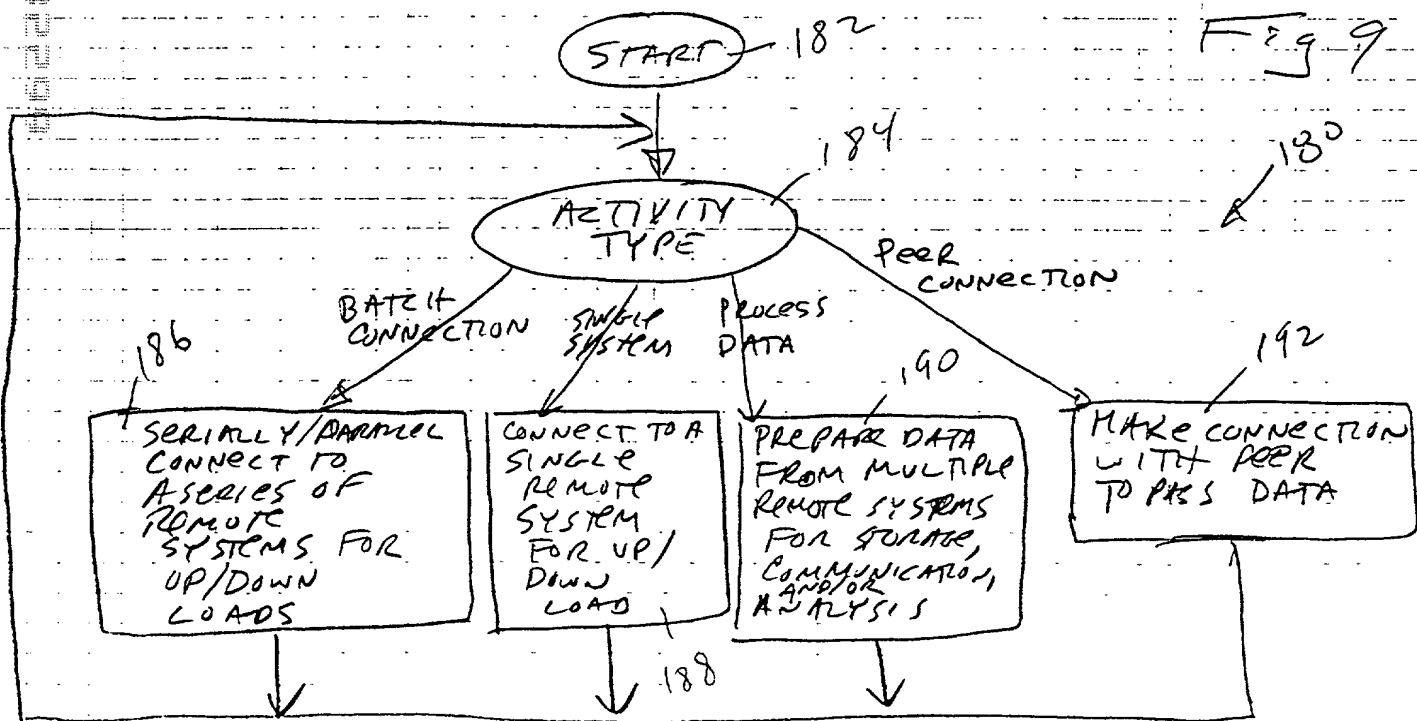 Fig 9
START
182
180
184
ACTIVITY
TYPE
BATCH
CONNECTION
SINGLE
SYSTEM
PROCESS
DATA
PEER
CONNECTION
186
SERIALLY/PARALLEL
CONNECT TO
A SERIES OF
REMOTE
SYSTEMS FOR
UP/DOWN
LOADS
CONNECT TO A
SINGLE
REMOTE
SYSTEM
FOR UP/
DOWN
LOAD
188
190
PREPARE DATA
FROM MULTIPLE
REMOTE SYSTEMS
FOR STORAGE,
COMMUNICATION,
AND/OR
ANALYSIS
192
MAKE CONNECTION
WITH PEER
TO PASS DATA